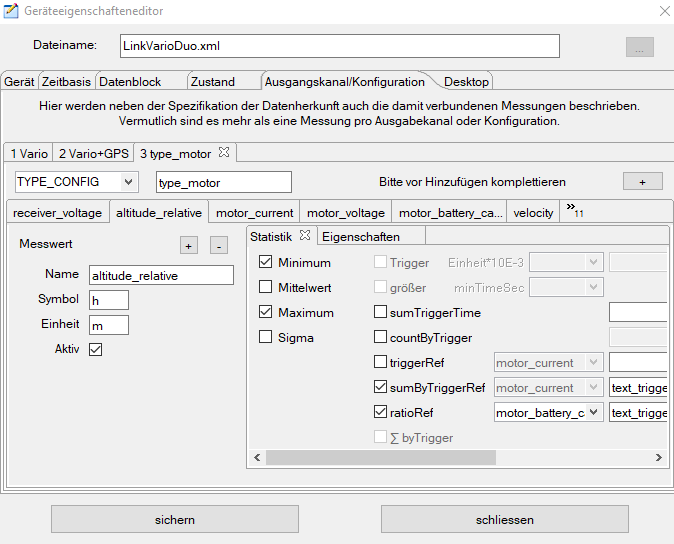 Geräteeigenschafteneditor
Dateiname: LinkVarioDuo.xml ...
Gerät Zeitbasis Datenblock Zustand Ausgangskanal/Konfiguration Desktop
Hier werden neben der Spezifikation der Datenherkunft auch die damit verbundenen Messungen beschrieben.
Vermutlich sind es mehr als eine Messung pro Ausgabekanal oder Konfiguration.
1 Vario 2 Vario+GPS 3 type_motor
TYPE_CONFIG type_motor Bitte vor Hinzufügen komplettieren +
receiver_voltage altitude_relative motor_current motor_voltage motor_battery_ca... velocity »11
Messwert + -
Name altitude_relative
Symbol h
Einheit m
Aktiv
Statistik Eigenschaften
Minimum Trigger Einheit*10E-3
Mittelwert größer minTimeSec
Maximum sumTriggerTime
Sigma countByTrigger
triggerRef motor_current
sumByTriggerRef motor_current text_trigge
ratioRef motor_battery_ca text_trigge
∑ byTrigger
< >
sichern schliessen